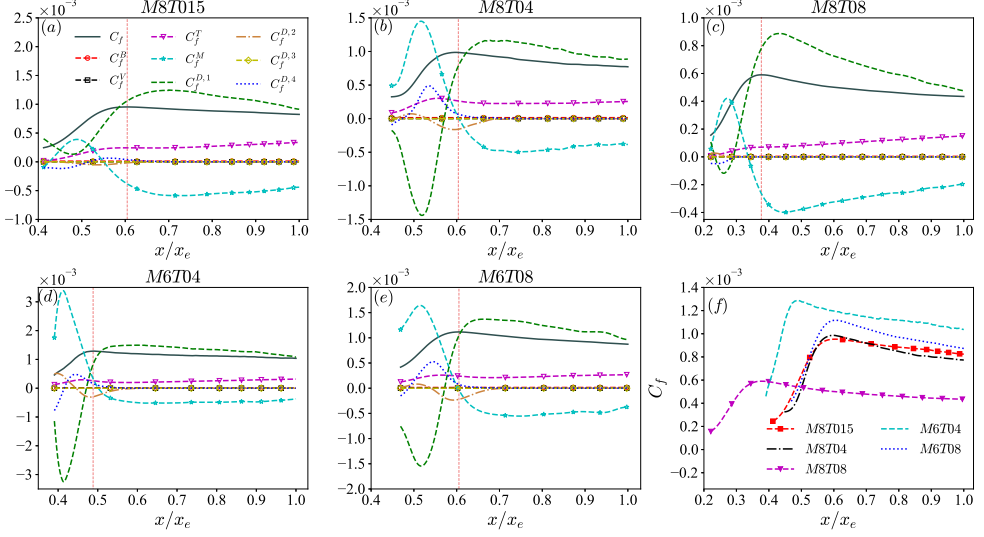 M8T015
M8T04
M8T08
×10⁻³
×10⁻³
×10⁻³
(a)
(b)
(c)
C_f
C_f^B
C_f^V
C_f^T
C_f^M
C_f^{D,1}
C_f^{D,2}
C_f^{D,3}
C_f^{D,4}
2.5
2.0
1.5
1.0
0.5
0.0
−0.5
−1.0
0.4 0.5 0.6 0.7 0.8 0.9 1.0
x/x_e
1.5
1.0
0.5
0.0
−0.5
−1.0
−1.5
0.4 0.5 0.6 0.7 0.8 0.9 1.0
x/x_e
1.0
0.8
0.6
0.4
0.2
0.0
−0.2
−0.4
0.2 0.3 0.4 0.5 0.6 0.7 0.8 0.9 1.0
x/x_e
M6T04
M6T08
×10⁻³
×10⁻³
×10⁻³
(d)
(e)
(f)
3
2
1
0
−1
−2
−3
0.4 0.5 0.6 0.7 0.8 0.9 1.0
x/x_e
2.0
1.5
1.0
0.5
0.0
−0.5
−1.0
−1.5
−2.0
0.4 0.5 0.6 0.7 0.8 0.9 1.0
x/x_e
C_f
1.4
1.2
1.0
0.8
0.6
0.4
0.2
0.0
−0.2
M8T015
M8T04
M8T08
M6T04
M6T08
0.2 0.3 0.4 0.5 0.6 0.7 0.8 0.9 1.0
x/x_e